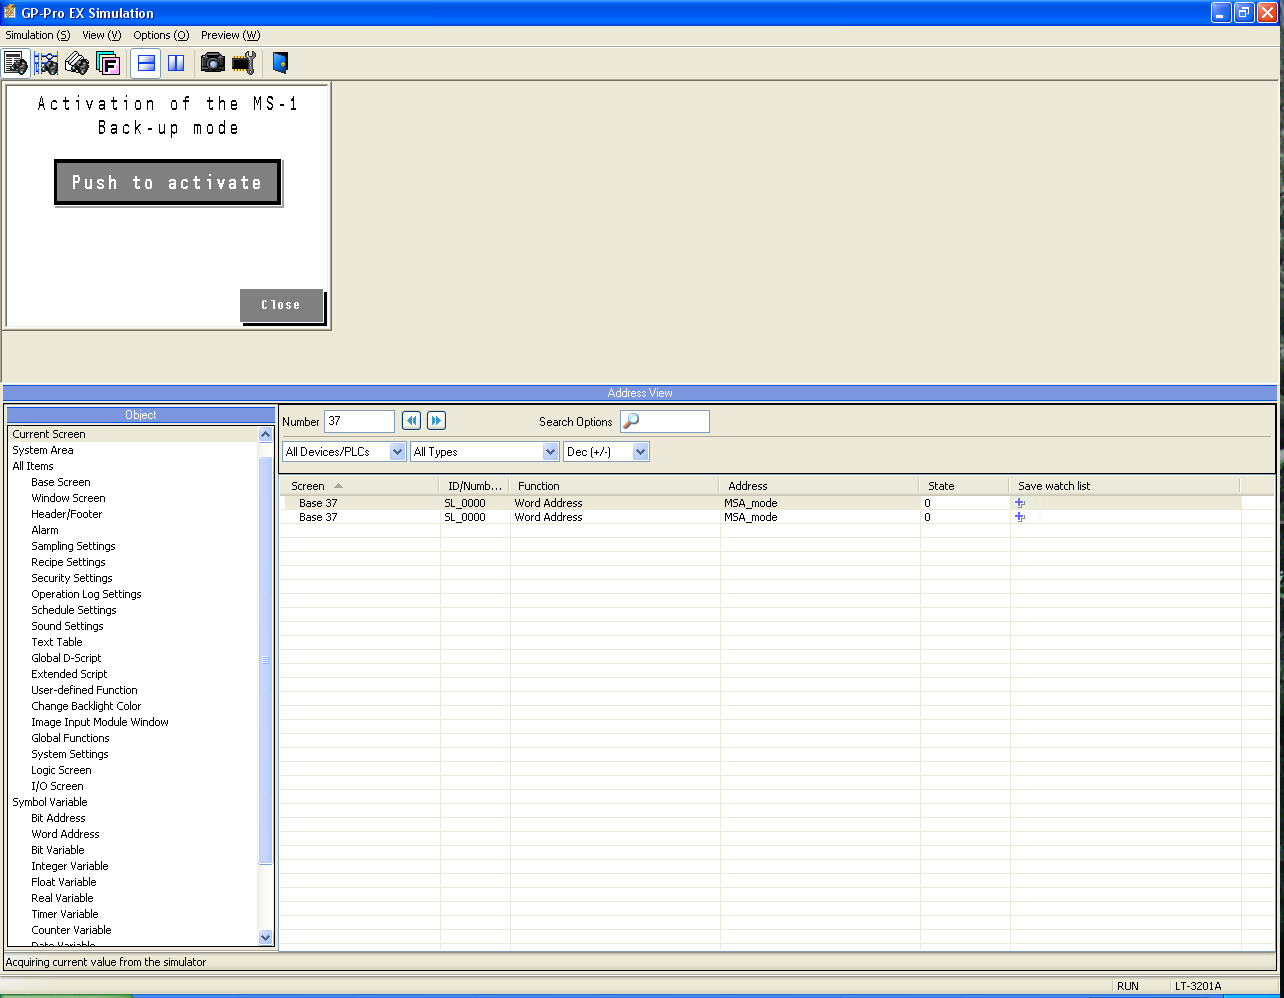 GP-Pro EX Simulation
Simulation (S) View (V) Options (O) Preview (W)
F
Activation of the MS-1
Back-up mode
Push to activate
Close
Address View
Object
Number 37 Search Options
All Devices/PLCs All Types Dec (+/-)
Screen ID/Numb... Function Address State Save watch list
Base 37 SL_0000 Word Address MSA_mode 0
Base 37 SL_0000 Word Address MSA_mode 0
Current Screen
System Area
All Items
Base Screen
Window Screen
Header/Footer
Alarm
Sampling Settings
Recipe Settings
Security Settings
Operation Log Settings
Schedule Settings
Sound Settings
Text Table
Global D-Script
Extended Script
User-defined Function
Change Backlight Color
Image Input Module Window
Global Functions
System Settings
Logic Screen
I/O Screen
Symbol Variable
Bit Address
Word Address
Bit Variable
Integer Variable
Float Variable
Real Variable
Timer Variable
Counter Variable
Date Variable
Acquiring current value from the simulator
RUN LT-3201A